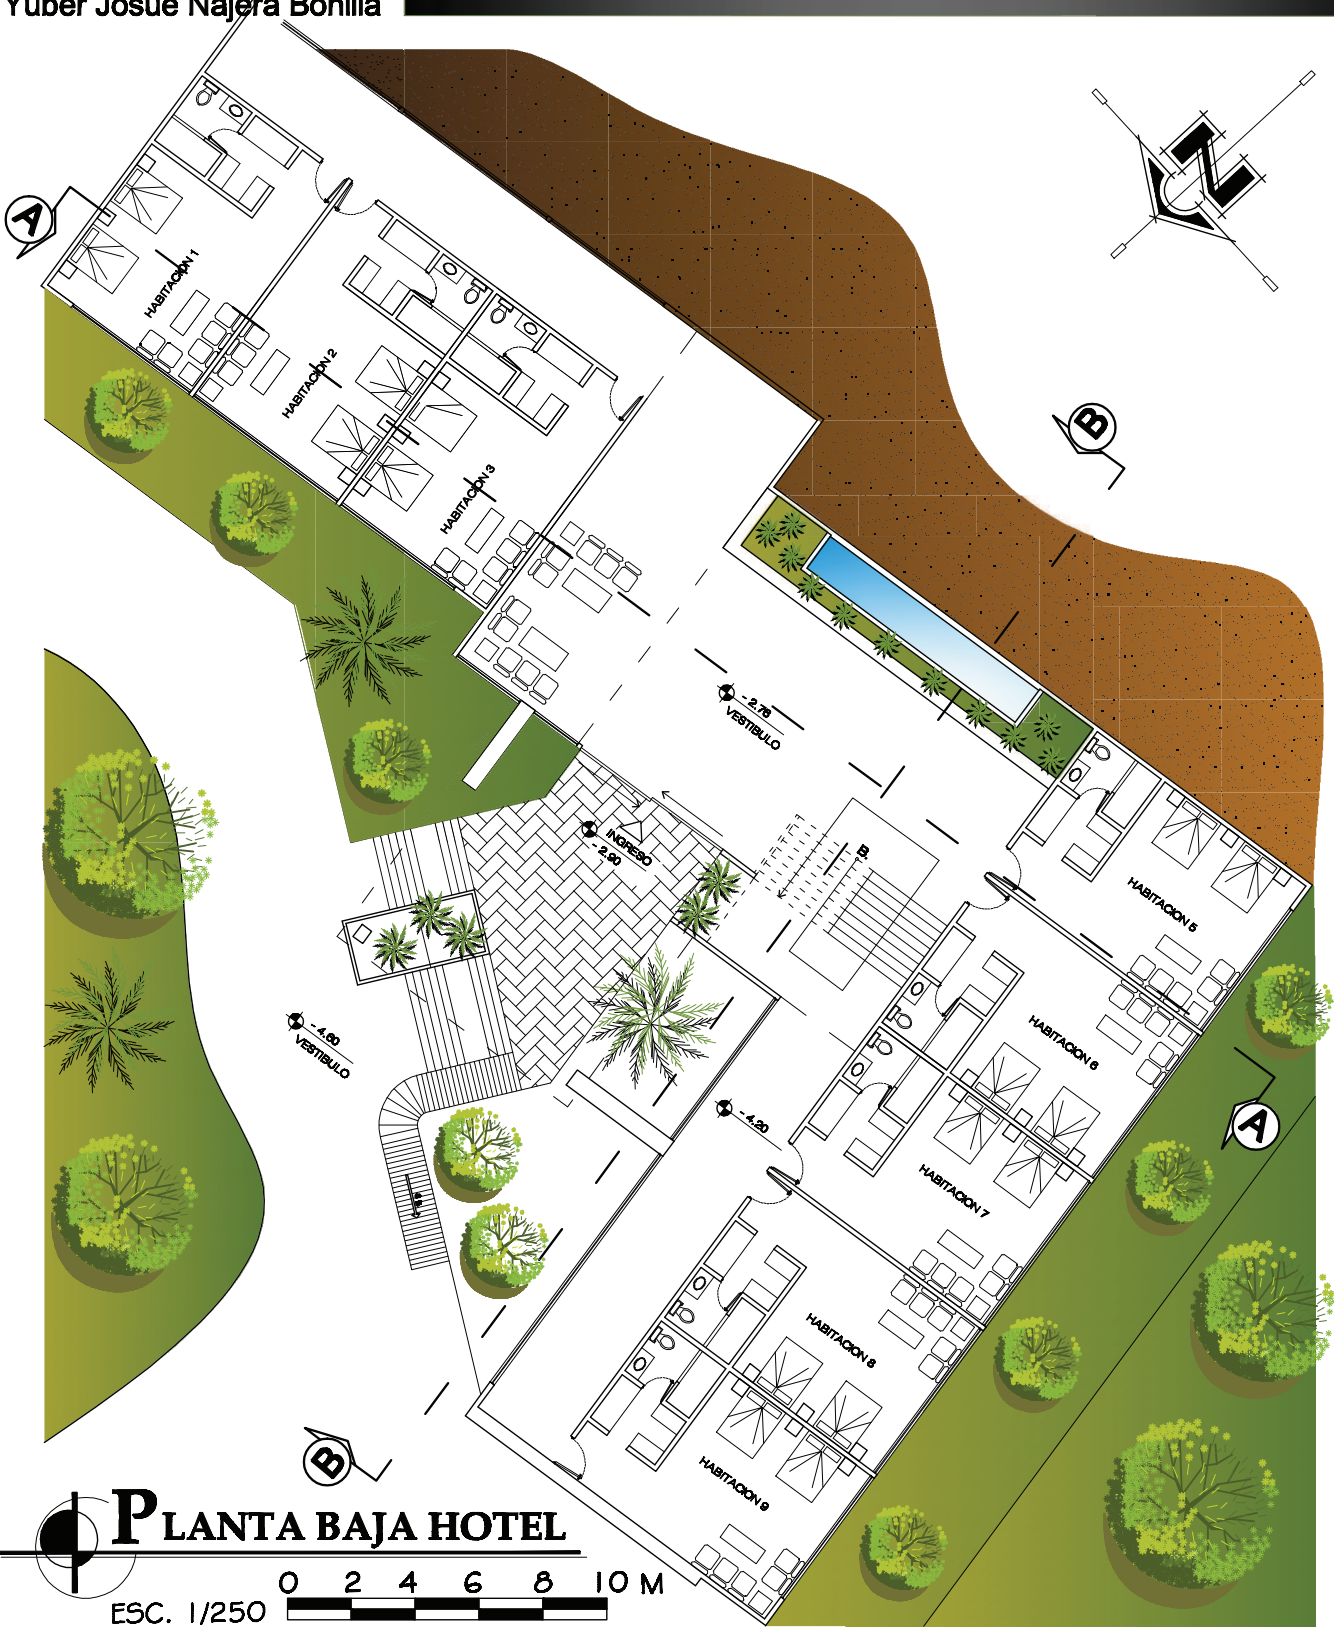 Yuber Josue Najera Bonilla
A
HABITACION 1
HABITACION 2
HABITACION 3
B
- 2.76
VESTIBULO
INGRESO
- 2.90
B.
HABITACION 5
HABITACION 6
- 4.60
VESTIBULO
- 4.20
A
HABITACION 7
HABITACION 8
HABITACION 9
B
PLANTA BAJA HOTEL
0 2 4 6 8 10 M
ESC. 1/250